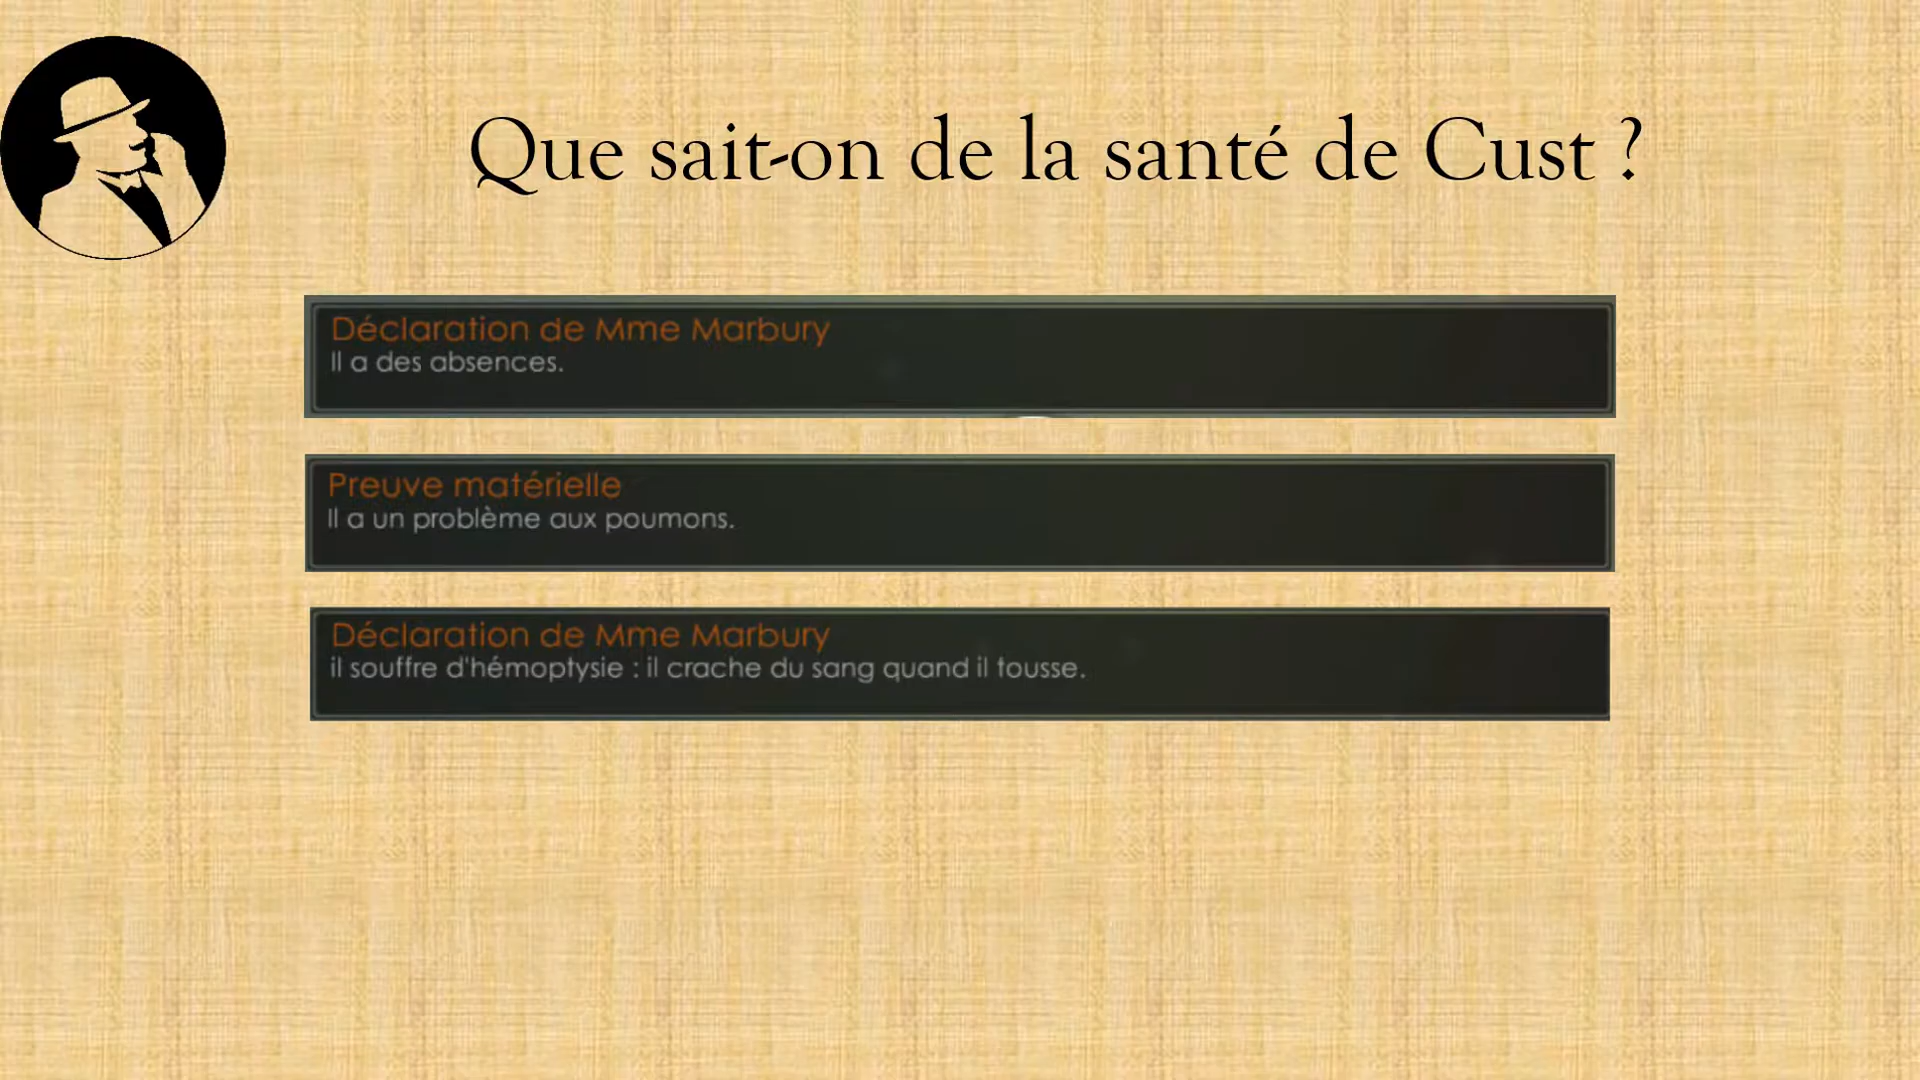 Que sait-on de la santé de Cust ?
Déclaration de Mme Marbury
Il a des absences.
Preuve matérielle
Il a un problème aux poumons.
Déclaration de Mme Marbury
il souffre d'hémoptysie : il crache du sang quand il tousse.